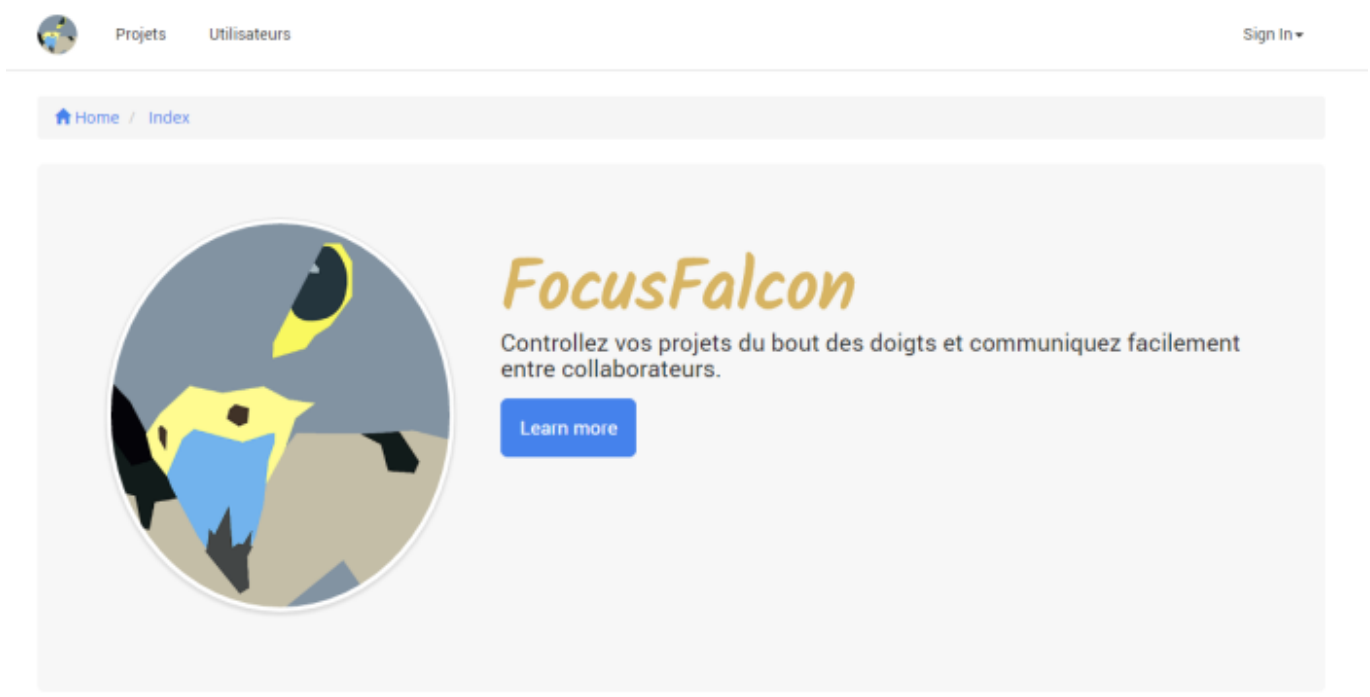 Projets Utilisateurs Sign In
Home / Index
FocusFalcon
Controllez vos projets du bout des doigts et communiquez facilement
entre collaborateurs.
Learn more